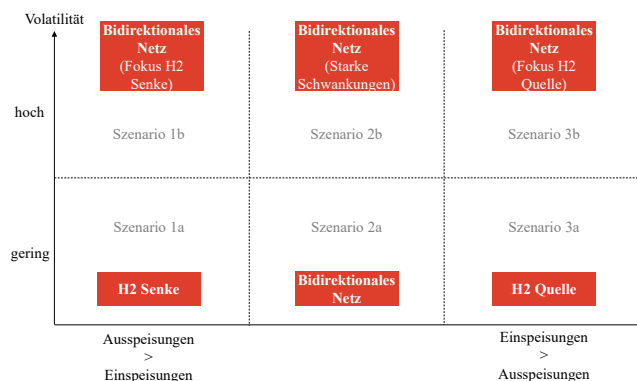 Volatilität
Bidirektionales
Netz
(Fokus H2
Senke)
Bidirektionales
Netz
(Starke
Schwankungen)
Bidirektionales
Netz
(Fokus H2
Quelle)
hoch
Szenario 1b
Szenario 2b
Szenario 3b
Szenario 1a
Szenario 2a
Szenario 3a
gering
H2 Senke
Bidirektionales
Netz
H2 Quelle
Ausspeisungen
>
Einspeisungen
Einspeisungen
>
Ausspeisungen